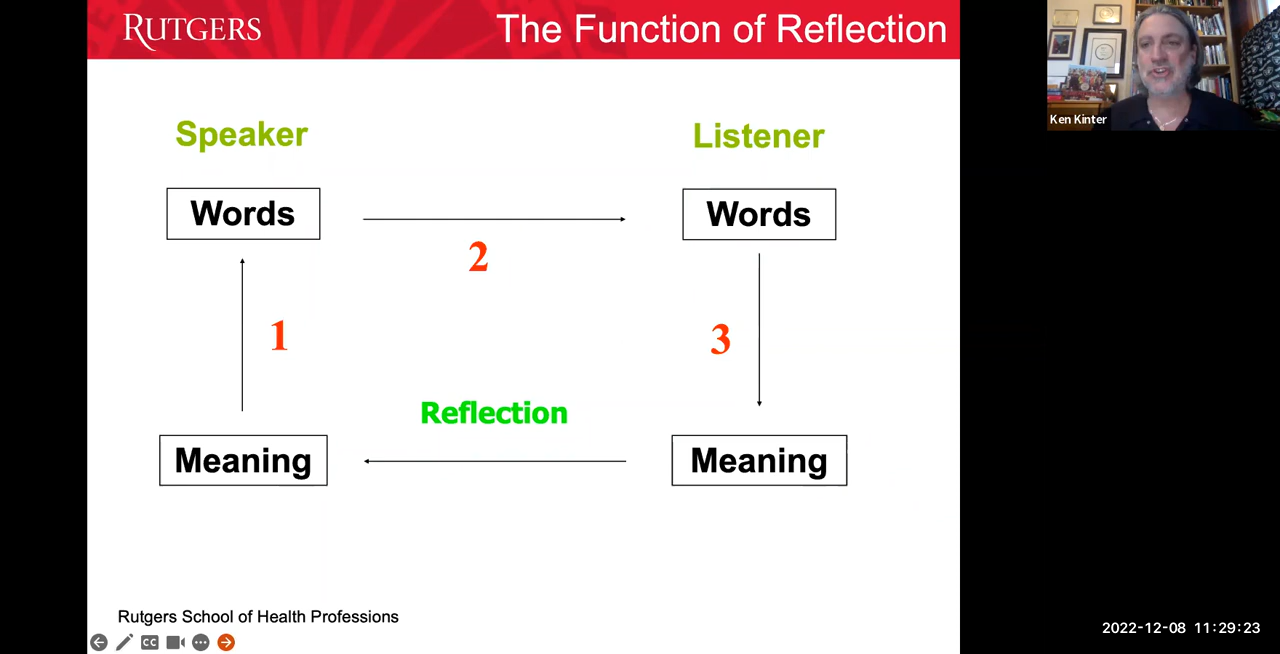 RUTGERS
The Function of Reflection
Ken Kinter
Speaker
Listener
Words
Words
2
1
3
Reflection
Meaning
Meaning
Rutgers School of Health Professions
CC
2022-12-08 11:29:23